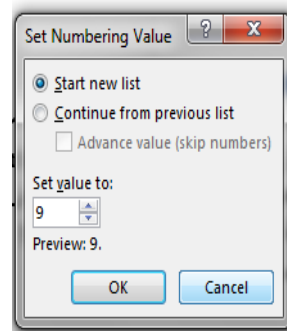 Set Numbering Value ? X
Start new list
Continue from previous list
Advance value (skip numbers)
Set value to:
9
Preview: 9.
OK Cancel